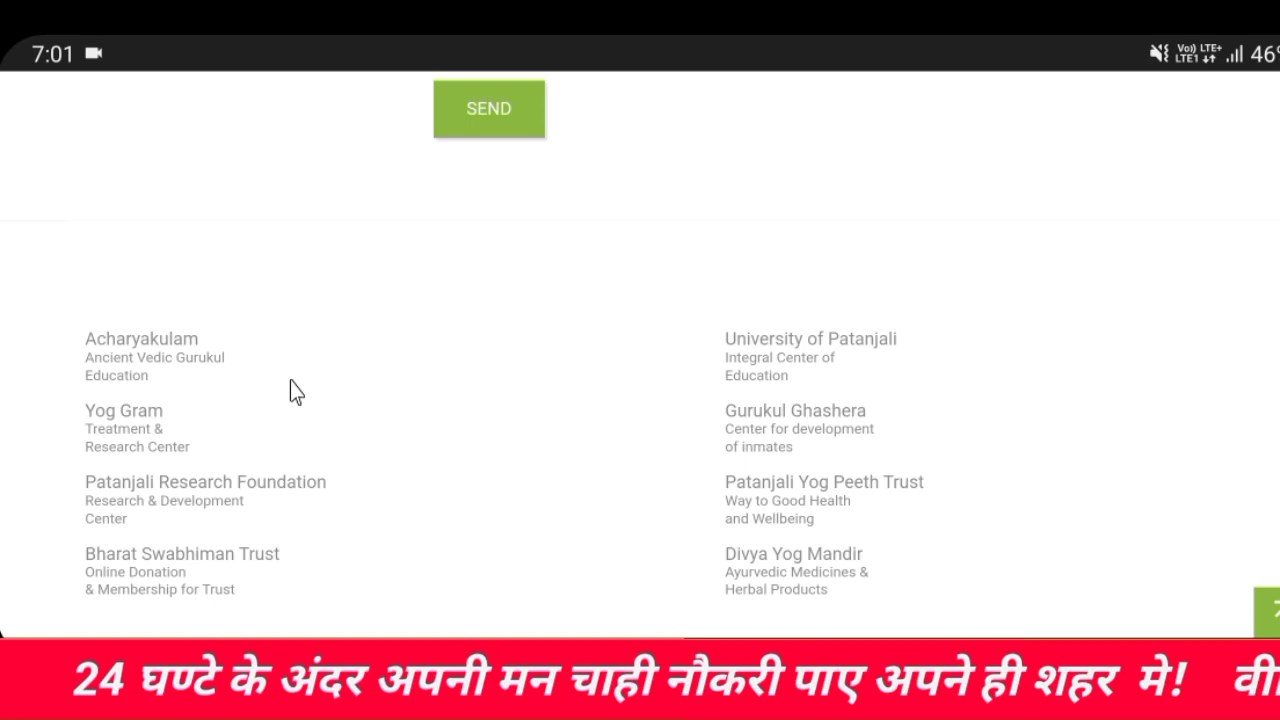 7:01
Vo)) LTE+
LTE1
46
SEND
Acharyakulam
Ancient Vedic Gurukul
Education
Yog Gram
Treatment &
Research Center
Patanjali Research Foundation
Research & Development
Center
Bharat Swabhiman Trust
Online Donation
& Membership for Trust
University of Patanjali
Integral Center of
Education
Gurukul Ghashera
Center for development
of inmates
Patanjali Yog Peeth Trust
Way to Good Health
and Wellbeing
Divya Yog Mandir
Ayurvedic Medicines &
Herbal Products
24 घण्टे के अंदर अपनी मन चाही नौकरी पाए अपने ही शहर मे!